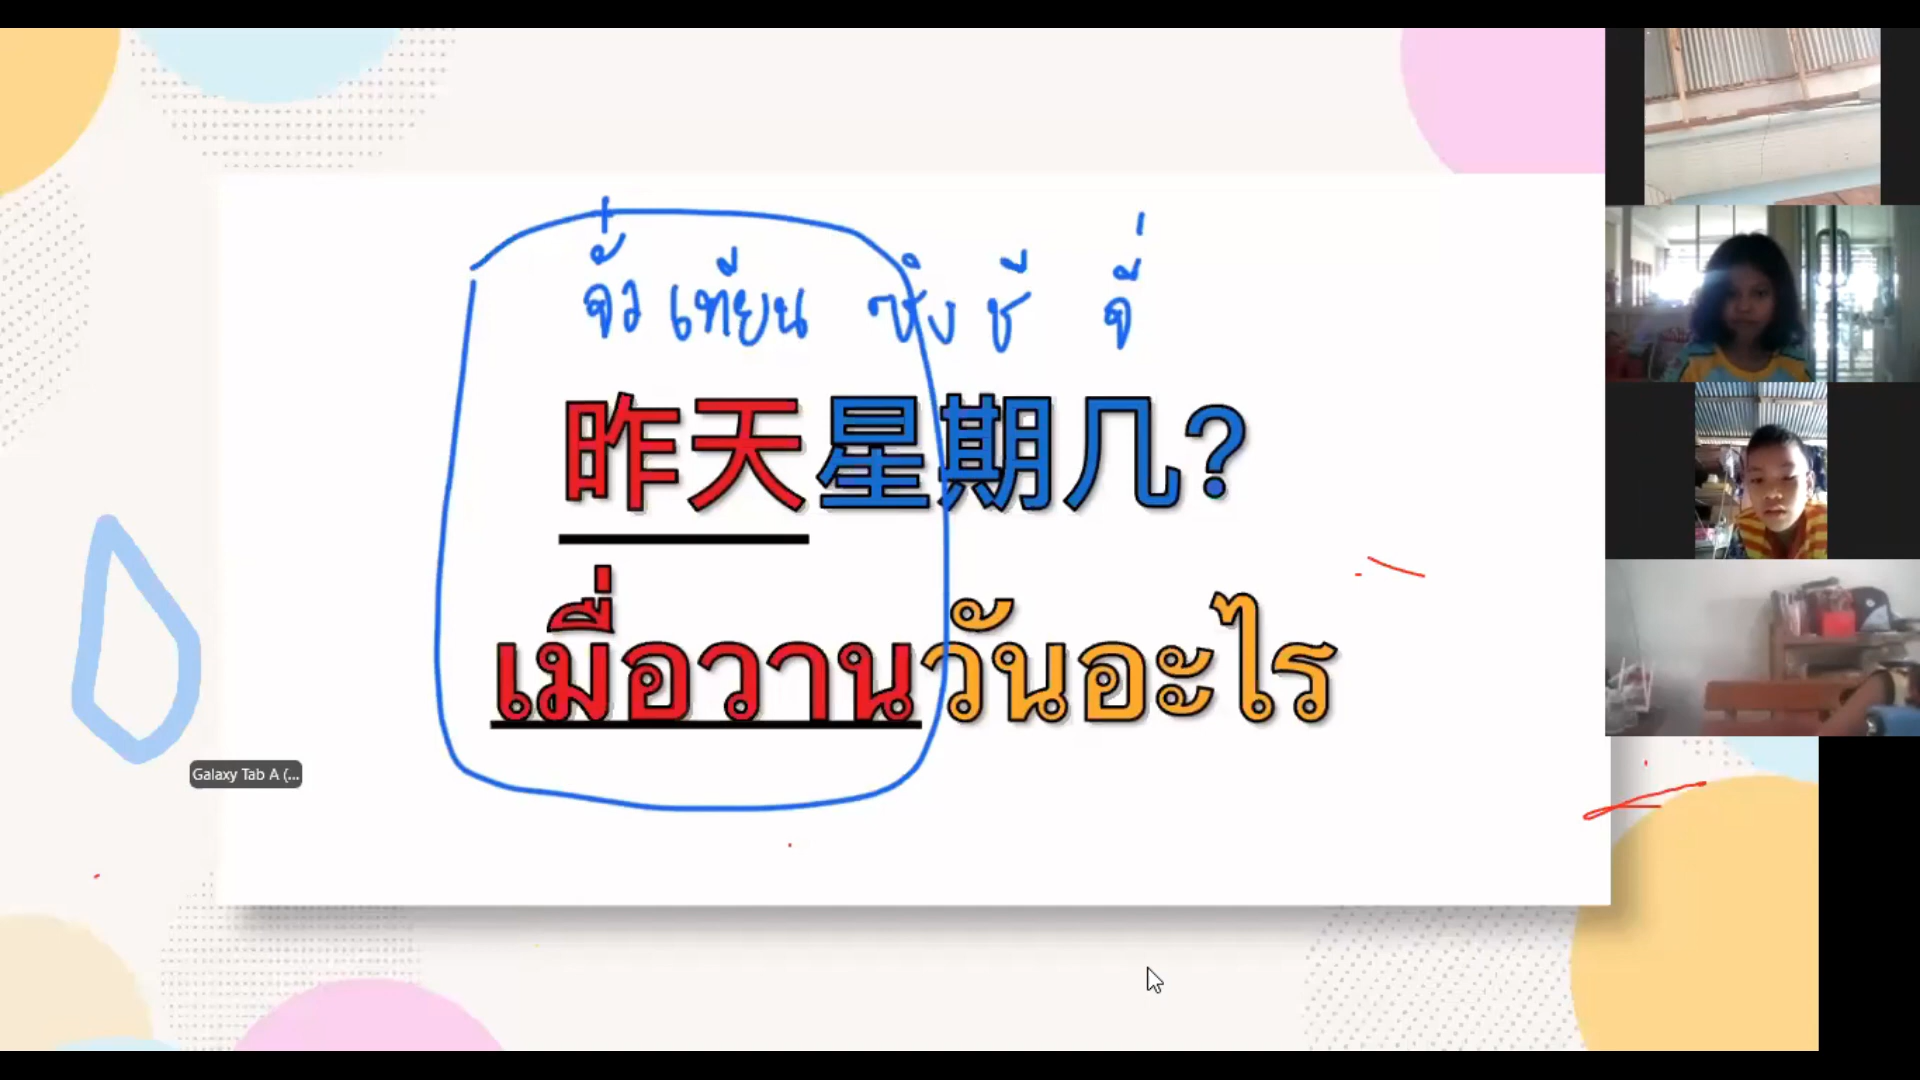 จั้ว เทียน ซิง ชี จี่
昨天星期几?
เมื่อวานวันอะไร
Galaxy Tab A (...